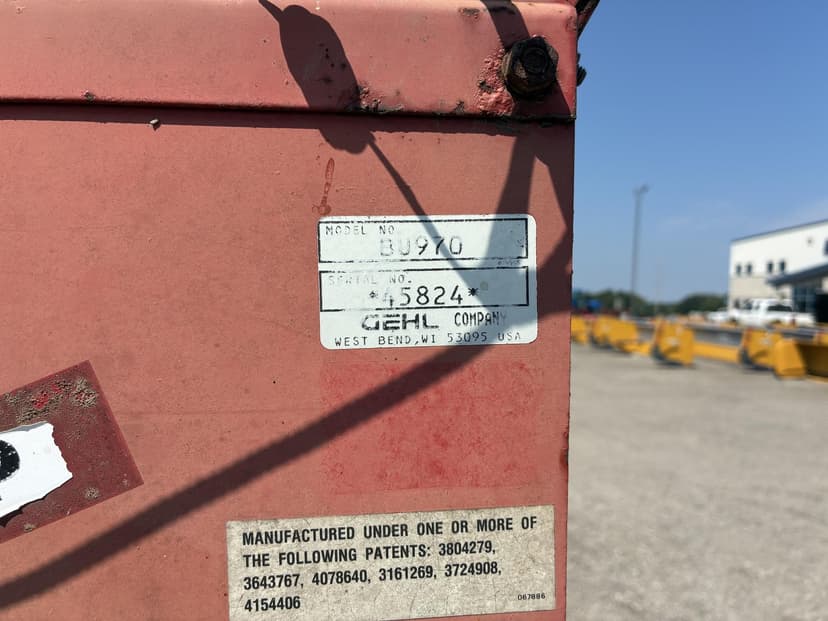 MODEL NO.
BU970
SERIAL NO.
*45824*
GEHL COMPANY
WEST BEND, WI 53095 USA
MANUFACTURED UNDER ONE OR MORE OF
THE FOLLOWING PATENTS: 3804279,
3643767, 4078640, 3161269, 3724908,
4154406
067886